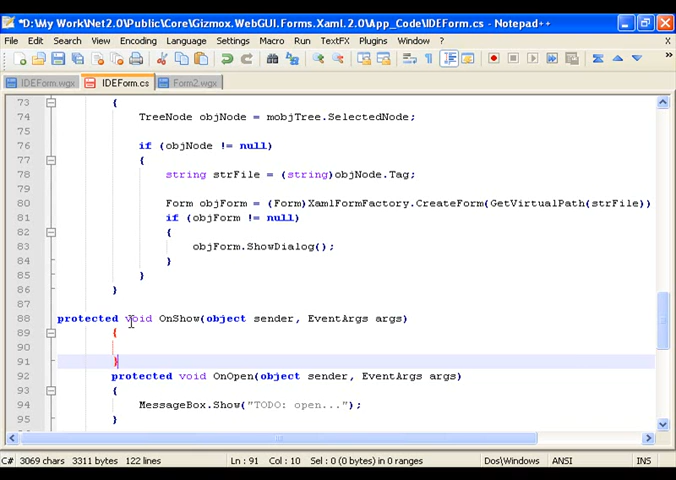 *D:\My Work\Net2.0\Public\Core\Gizmox.WebGUI.Forms.Xaml.2.0\App_Code\IDEForm.cs - Notepad++
File Edit Search View Encoding Language Settings Macro Run TextFX Plugins Window ? X
IDEForm.wgx IDEForm.cs Form2.wgx
73 {
74 TreeNode objNode = mobjTree.SelectedNode;
75
76 if (objNode != null)
77 {
78 string strFile = (string)objNode.Tag;
79
80 Form objForm = (Form)XamlFormFactory.CreateForm(GetVirtualPath(strFile))
81 if (objForm != null)
82 {
83 objForm.ShowDialog();
84 }
85 }
86 }
87
88 protected void OnShow(object sender, EventArgs args)
89 {
90
91 }
92 protected void OnOpen(object sender, EventArgs args)
93 {
94 MessageBox.Show("TODO: open...");
95 }
C# 3069 chars 3311 bytes 122 lines Ln : 91 Col : 10 Sel : 0 (0 bytes) in 0 ranges Dos\Windows ANSI INS